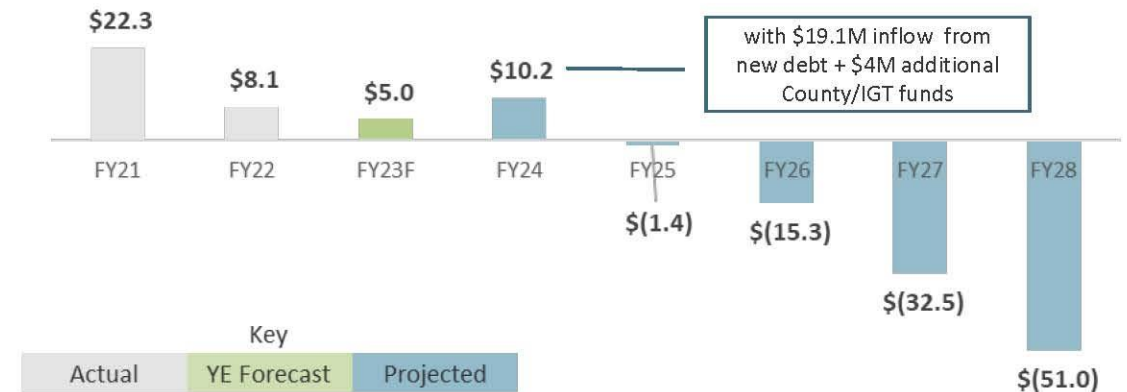 $22.3
$8.1
$5.0
$10.2
with $19.1M inflow from
new debt + $4M additional
County/IGT funds
FY21
FY22
FY23F
FY24
FY25
FY26
FY27
FY28
$(1.4)
$(15.3)
$(32.5)
$(51.0)
Key
Actual
YE Forecast
Projected